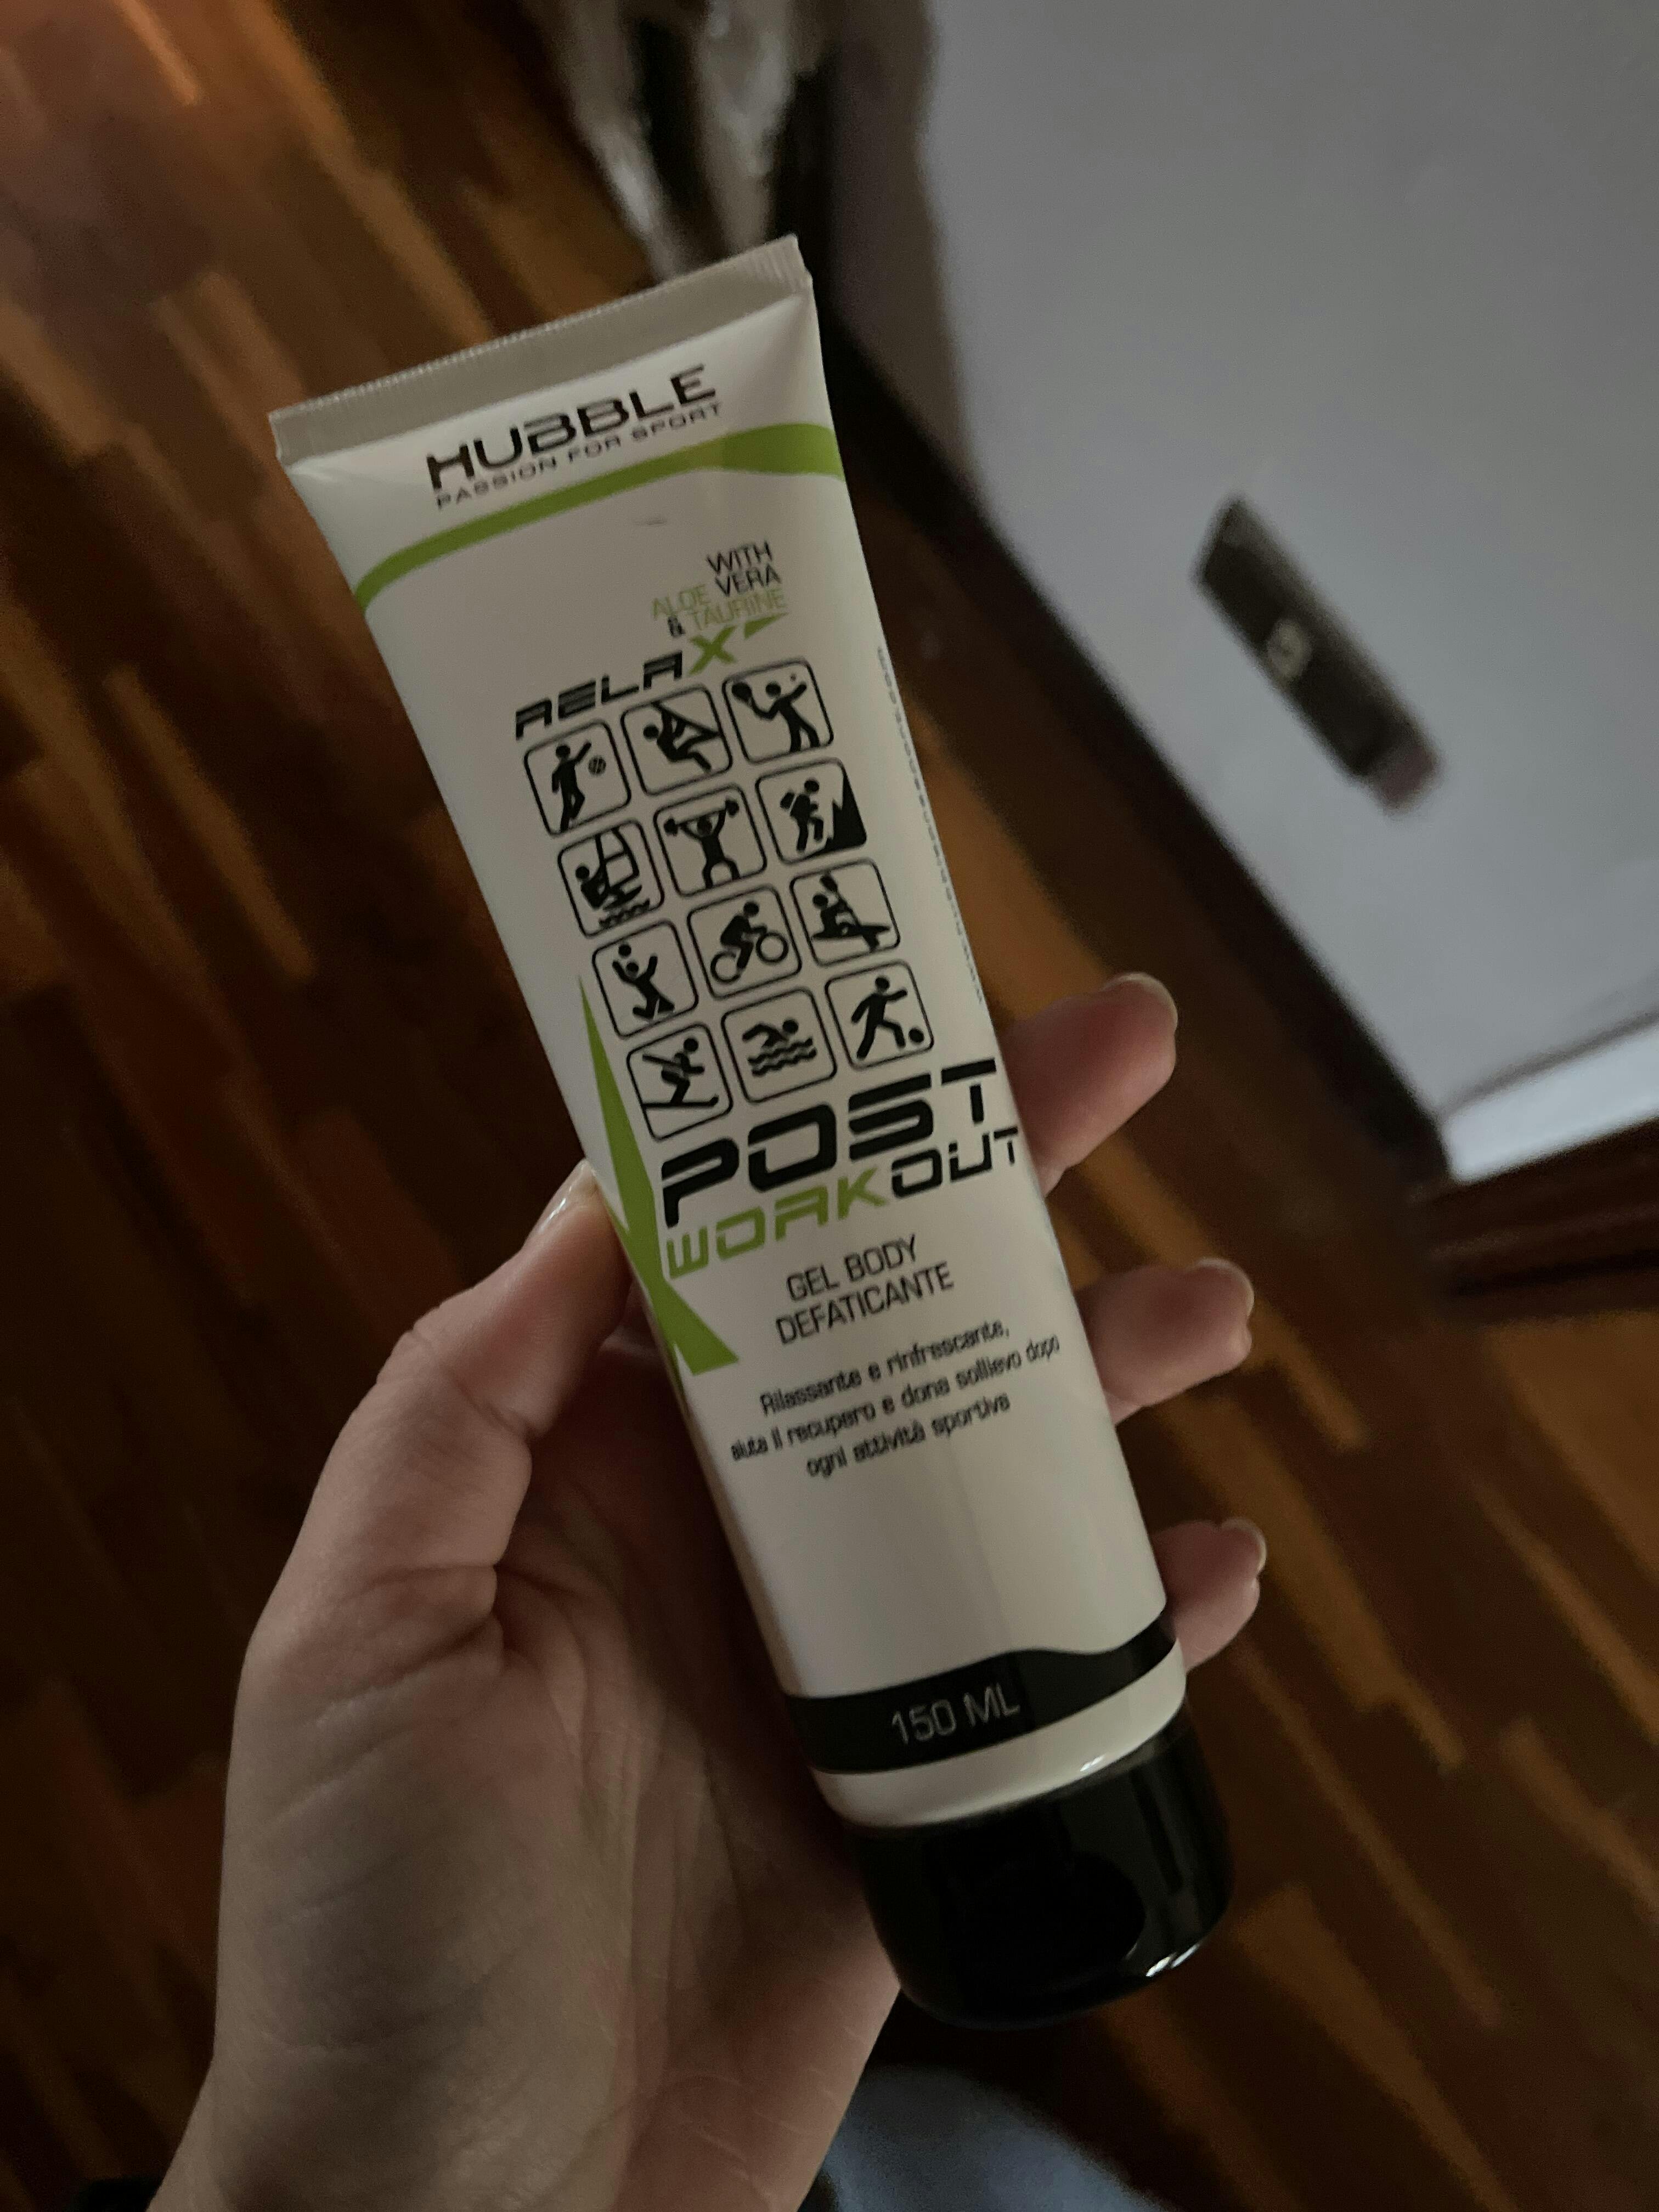 HUBBLE
PASSION FOR SPORT
WITH
ALOE VERA
& TAURINE
RELAX
POST
WORKOUT
GEL BODY
DEFATICANTE
Rilassante e rinfrescante,
aiuta il recupero e dona sollievo dopo
ogni attività sportiva
150 ML